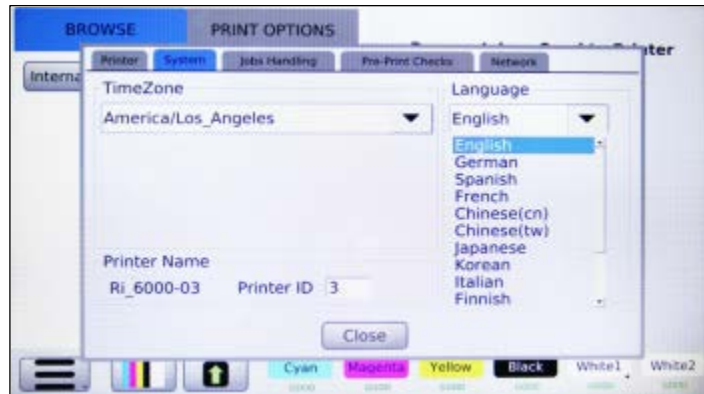 BROWSE PRINT OPTIONS
Interna
Printer System Jobs Handling Pre-Print Checks Network
TimeZone Language
America/Los_Angeles English
English
German
Spanish
French
Chinese(cn)
Chinese(tw)
Japanese
Korean
Italian
Finnish
Printer Name
Ri_6000-03 Printer ID 3
Close
Cyan Magenta Yellow Black White1 White2